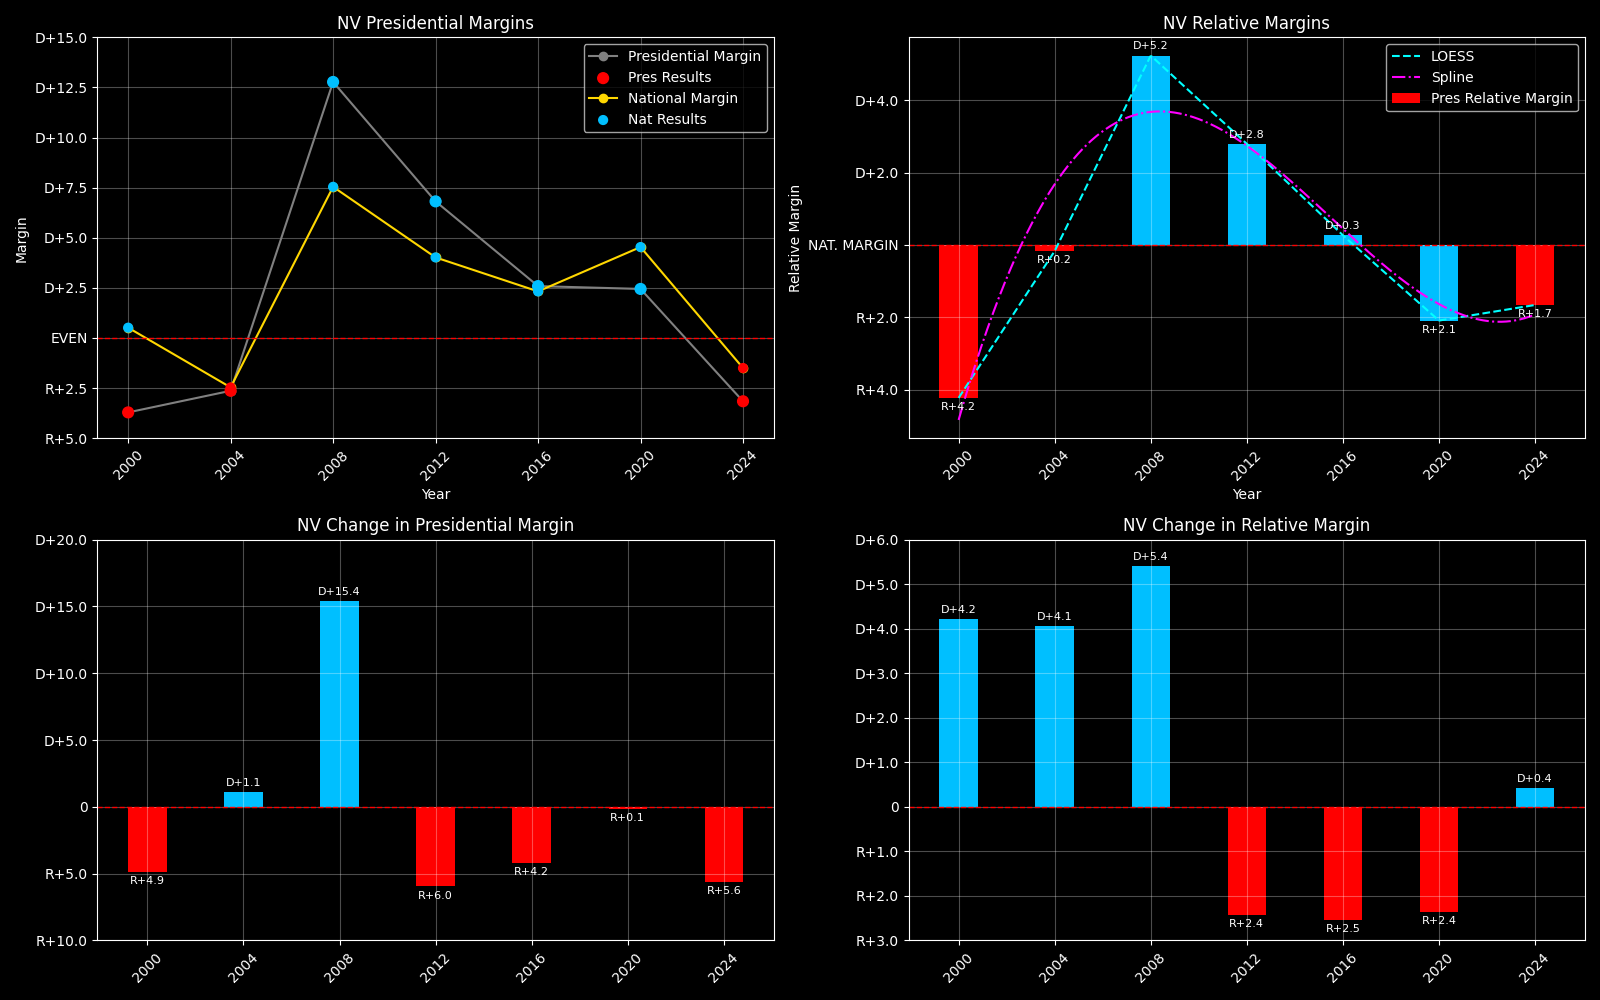 NV Presidential Margins
D+15.0
D+12.5
D+10.0
D+7.5
D+5.0
D+2.5
EVEN
R+2.5
R+5.0
Margin
Presidential Margin
Pres Results
National Margin
Nat Results
2000
2004
2008
2012
2016
2020
2024
Year
NV Relative Margins
D+4.0
D+2.0
NAT. MARGIN
R+2.0
R+4.0
Relative Margin
LOESS
Spline
Pres Relative Margin
R+4.2
R+0.2
D+5.2
D+2.8
D+0.3
R+2.1
R+1.7
2000
2004
2008
2012
2016
2020
2024
Year
NV Change in Presidential Margin
D+20.0
D+15.0
D+10.0
D+5.0
0
R+5.0
R+10.0
R+4.9
D+1.1
D+15.4
R+6.0
R+4.2
R+0.1
R+5.6
2000
2004
2008
2012
2016
2020
2024
NV Change in Relative Margin
D+6.0
D+5.0
D+4.0
D+3.0
D+2.0
D+1.0
0
R+1.0
R+2.0
R+3.0
D+4.2
D+4.1
D+5.4
R+2.4
R+2.5
R+2.4
D+0.4
2000
2004
2008
2012
2016
2020
2024